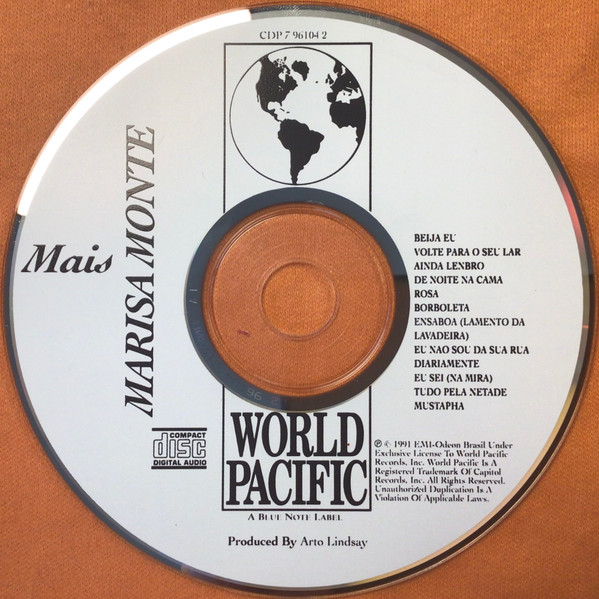 CDP 7 96104 2
Mais
MARISA MONTE
BEIJA EU
VOLTE PARA O SEU LAR
AINDA LENBRO
DE NOITE NA CAMA
ROSA
BORBOLETA
ENSABOA (LAMENTO DA
LAVADEIRA)
EU NAO SOU DA SUA RUA
DIARIAMENTE
EU SEI (NA MIRA)
TUDO PELA NETADE
MUSTAPHA
COMPACT
disc
DIGITAL AUDIO
WORLD
PACIFIC
A BLUE NOTE LABEL
Produced By Arto Lindsay
℗ © 1991 EMI-Odeon Brasil Under
Exclusive License To World Pacific
Records, Inc. World Pacific Is A
Registered Trademark Of Capitol
Records, Inc. All Rights Reserved.
Unauthorized Duplication Is A
Violation Of Applicable Laws.